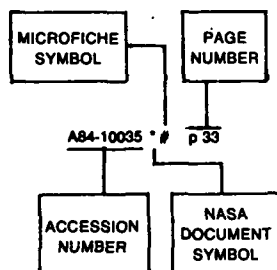 MICROFICHE SYMBOL
PAGE NUMBER
A84-10035 * # p 33
ACCESSION NUMBER
NASA DOCUMENT SYMBOL